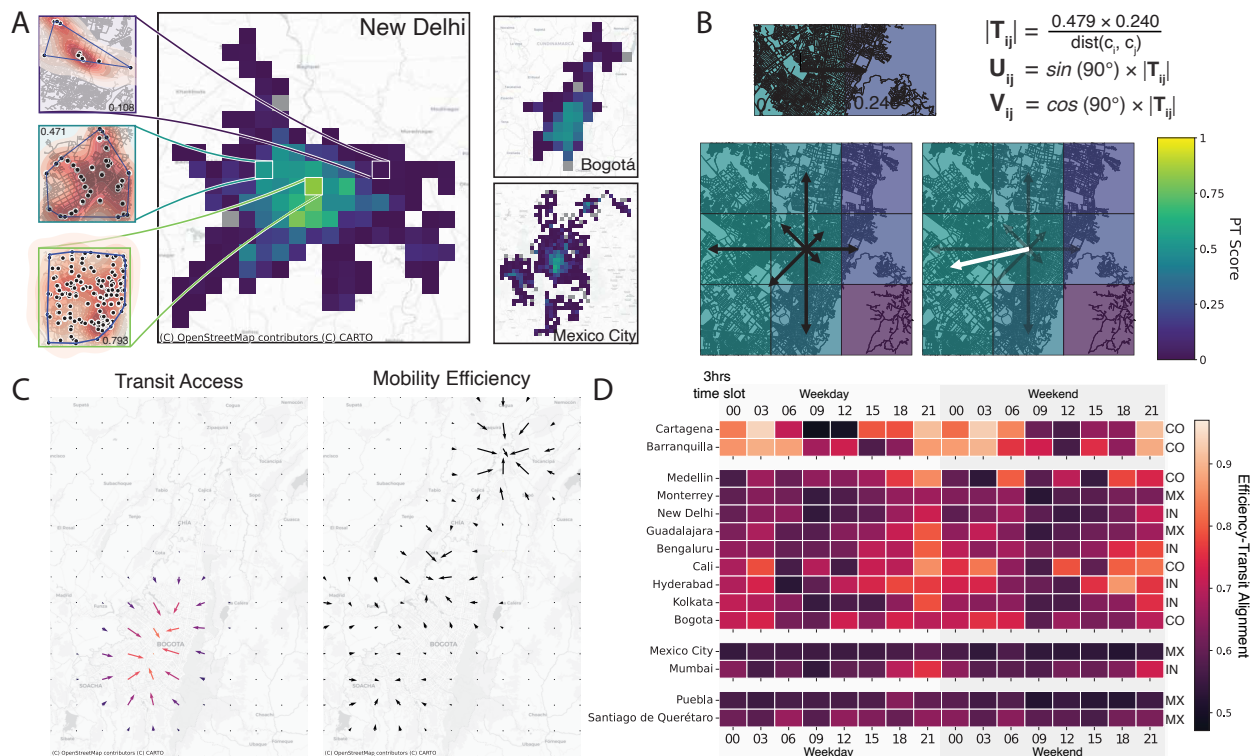 A
New Delhi
0.108
0.471
0.793
(C) OpenStreetMap contributors (C) CARTO
Bogotá
Mexico City
B
0.240
|Tij| = 0.479 × 0.240
dist(ci, cj)
Uij = sin (90°) × |Tij|
Vij = cos (90°) × |Tij|
1
0.75
0.5
0.25
0
PT Score
C
Transit Access
Mobility Efficiency
CHÍA
BOGOTA
SOACHA
(C) OpenStreetMap contributors (C) CARTO
CHÍA
BOGOTA
SOACHA
(C) OpenStreetMap contributors (C) CARTO
D
3hrs
time slot
Weekday Weekend
00 03 06 09 12 15 18 21 00 03 06 09 12 15 18 21
Cartagena CO
Barranquilla CO
Medellin CO
Monterrey MX
New Delhi IN
Guadalajara MX
Bengaluru IN
Cali CO
Hyderabad IN
Kolkata IN
Bogota CO
Mexico City MX
Mumbai IN
Puebla MX
Santiago de Querétaro MX
00 03 06 09 12 15 18 21 00 03 06 09 12 15 18 21
Weekday Weekend
0.9
0.8
0.7
0.6
0.5
Efficiency-Transit Alignment